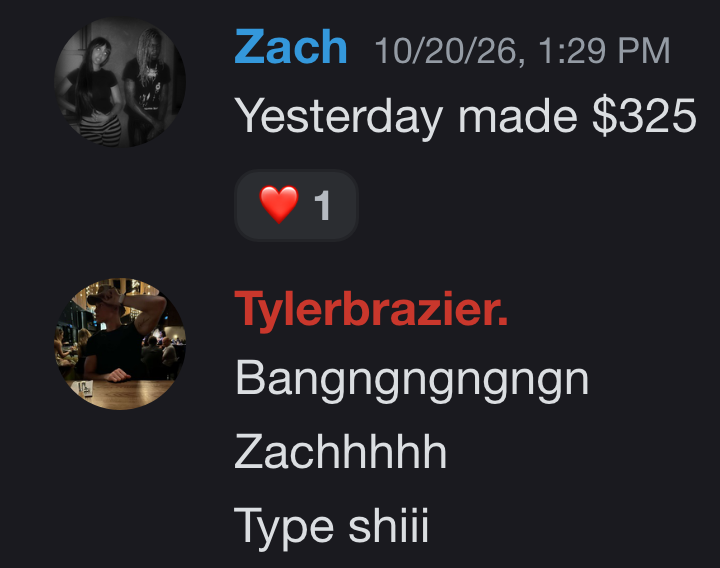 Zach 10/20/26, 1:29 PM
Yesterday made $325
❤️ 1
Tylerbrazier.
Bangngngngngn
Zachhhhh
Type shiii